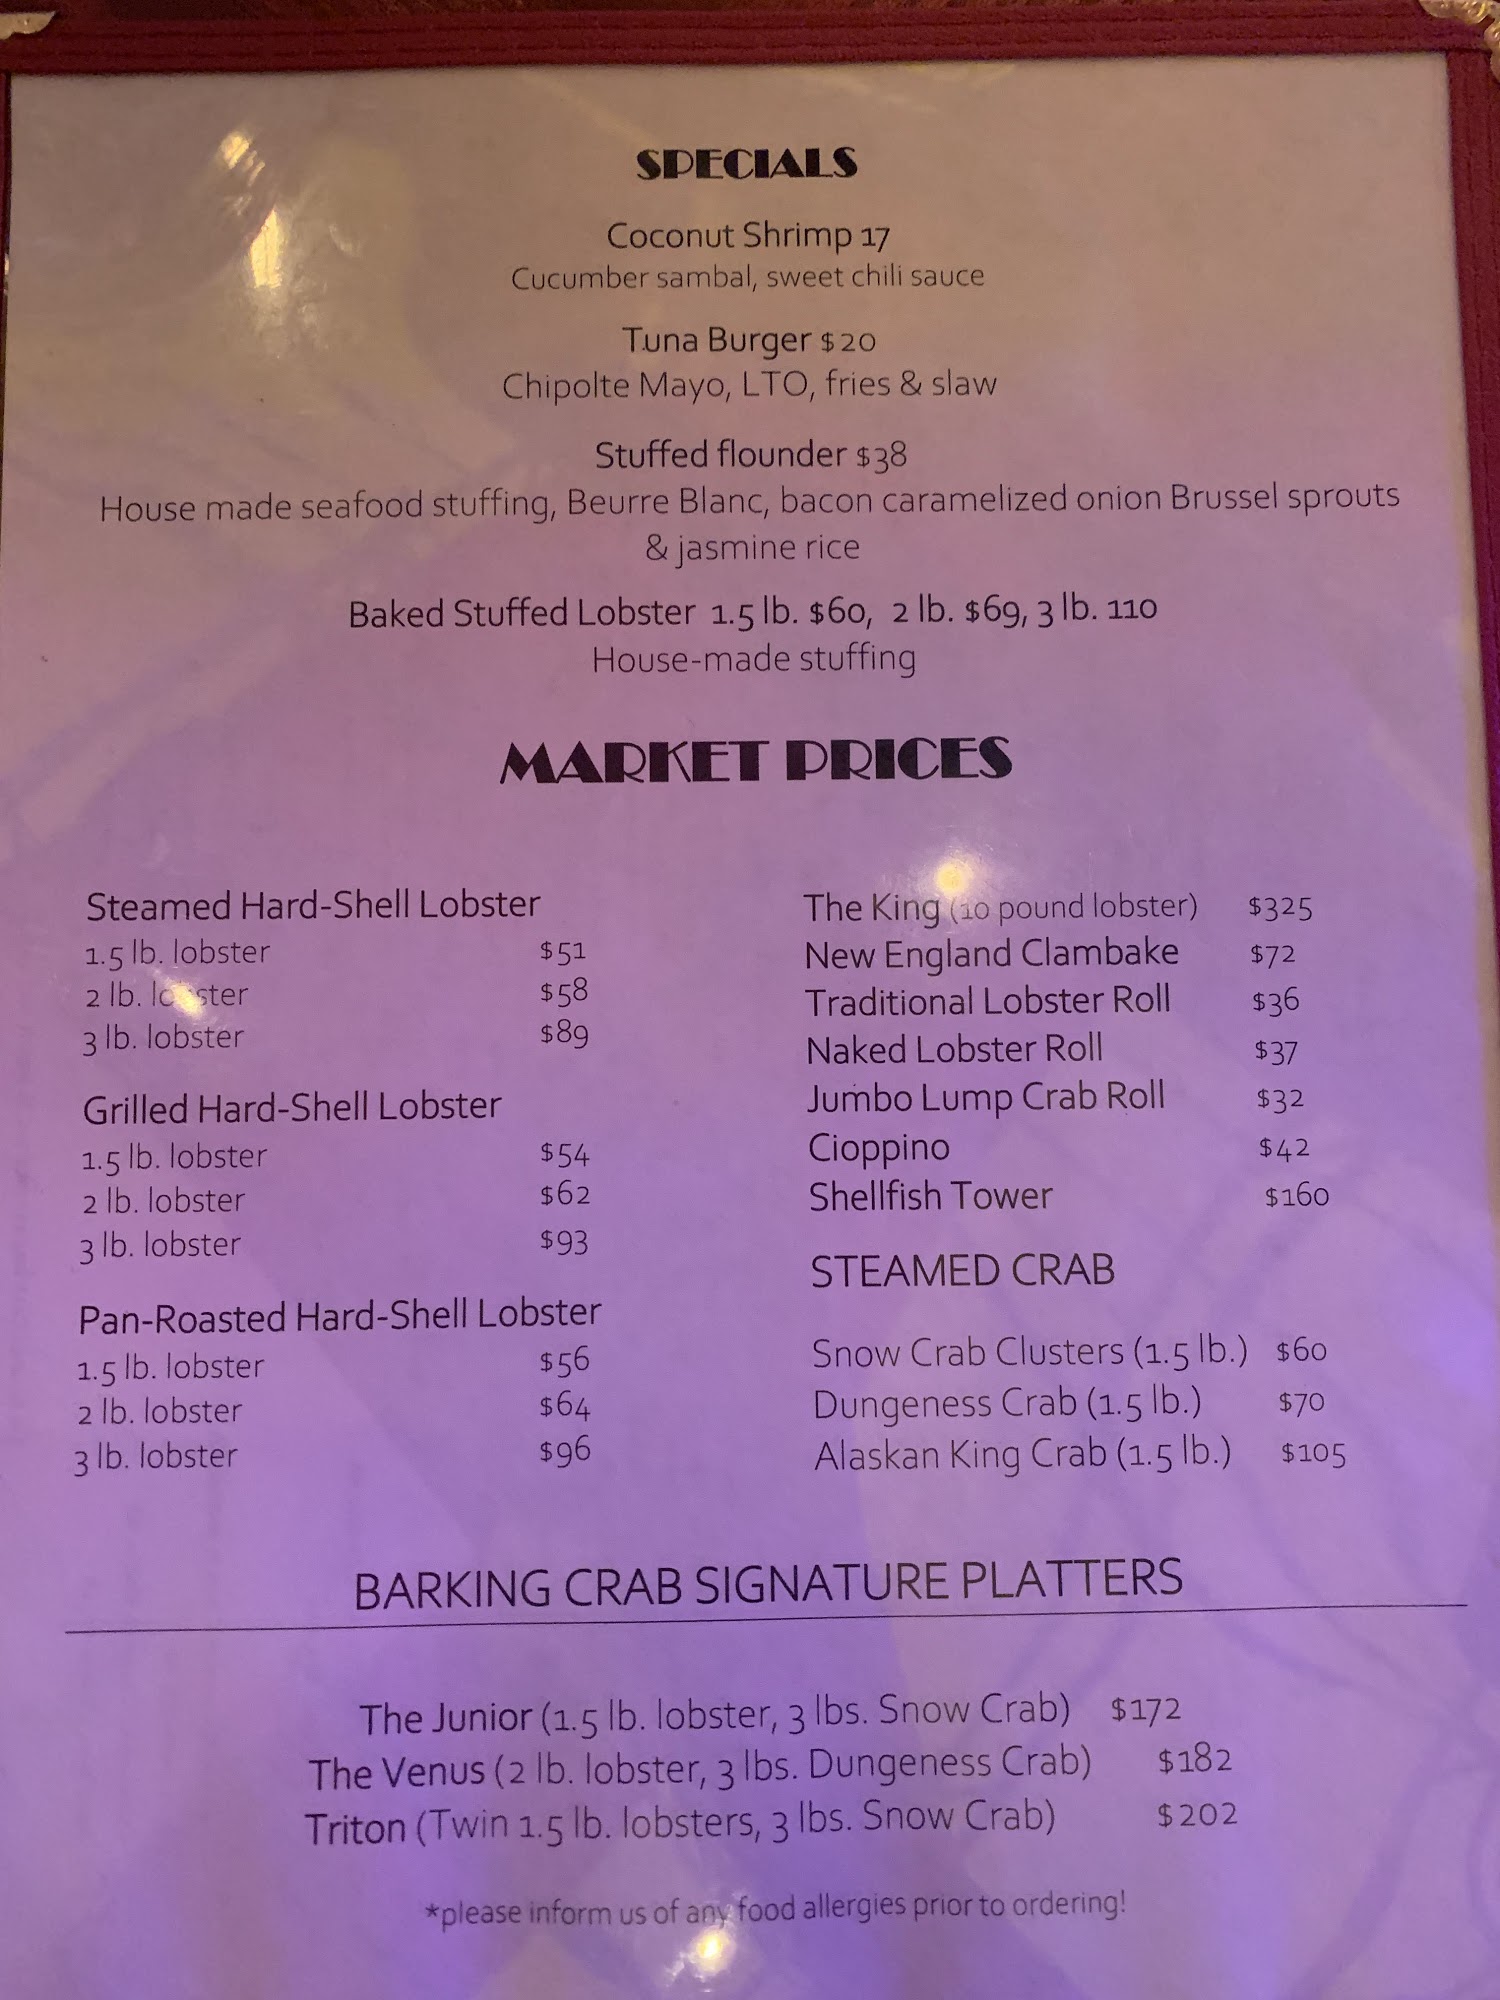 SPECIALS
Coconut Shrimp 17
Cucumber sambal, sweet chili sauce
Tuna Burger $20
Chipolte Mayo, LTO, fries & slaw
Stuffed flounder $38
House made seafood stuffing, Beurre Blanc, bacon caramelized onion Brussel sprouts
& jasmine rice
Baked Stuffed Lobster 1.5 lb. $60, 2 lb. $69, 3 lb. 110
House-made stuffing
MARKET PRICES
Steamed Hard-Shell Lobster
1.5 lb. lobster $51
2 lb. lobster $58
3 lb. lobster $89
Grilled Hard-Shell Lobster
1.5 lb. lobster $54
2 lb. lobster $62
3 lb. lobster $93
Pan-Roasted Hard-Shell Lobster
1.5 lb. lobster $56
2 lb. lobster $64
3 lb. lobster $96
The King (10 pound lobster) $325
New England Clambake $72
Traditional Lobster Roll $36
Naked Lobster Roll $37
Jumbo Lump Crab Roll $32
Cioppino $42
Shellfish Tower $160
STEAMED CRAB
Snow Crab Clusters (1.5 lb.) $60
Dungeness Crab (1.5 lb.) $70
Alaskan King Crab (1.5 lb.) $105
BARKING CRAB SIGNATURE PLATTERS
The Junior (1.5 lb. lobster, 3 lbs. Snow Crab) $172
The Venus (2 lb. lobster, 3 lbs. Dungeness Crab) $182
Triton (Twin 1.5 lb. lobsters, 3 lbs. Snow Crab) $202
*please inform us of any food allergies prior to ordering!